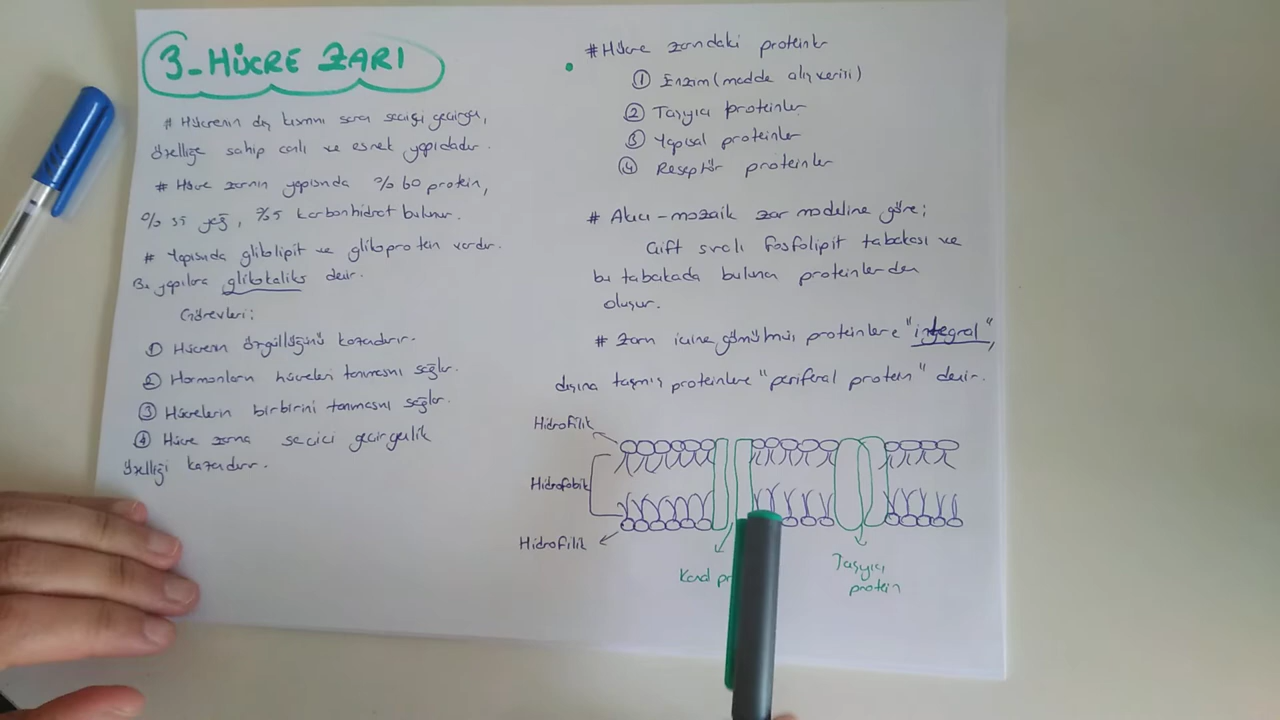 3-HÜCRE ZARI
# Hücrenin dış kısmını saran seçici geçirgen,
özelliğe sahip canlı ve esnek yapıdadır.
# Hücre zarının yapısında % 60 protein,
% 35 yağ, %5 karbonhidrat bulunur.
# Yapısında glikolipit ve glikoprotein vardır.
Bu yapılara glikokaliks denir.
Görevleri:
① Hücrenin özgüllüğünü kazandırır.
② Hormonların hücreleri tanımasını sağlar.
③ Hücrelerin birbirini tanımasını sağlar.
④ Hücre zarına seçici geçirgenlik
özelliği kazandırır.
# Hücre zarındaki proteinler
① Enzim (madde alışverişi)
② Taşıyıcı proteinler
③ Yapısal proteinler
④ Reseptör proteinler
# Akıcı-mozaik zar modeline göre;
Çift sıralı fosfolipit tabakası ve
bu tabakada bulunan proteinlerden
oluşur.
# Zarın içine gömülmüş proteinlere "integral",
dışına taşmış proteinlere "periferal protein" denir.
Hidrofilik
Hidrofobik
Hidrofilik
Kanal pr
Taşıyıcı
protein